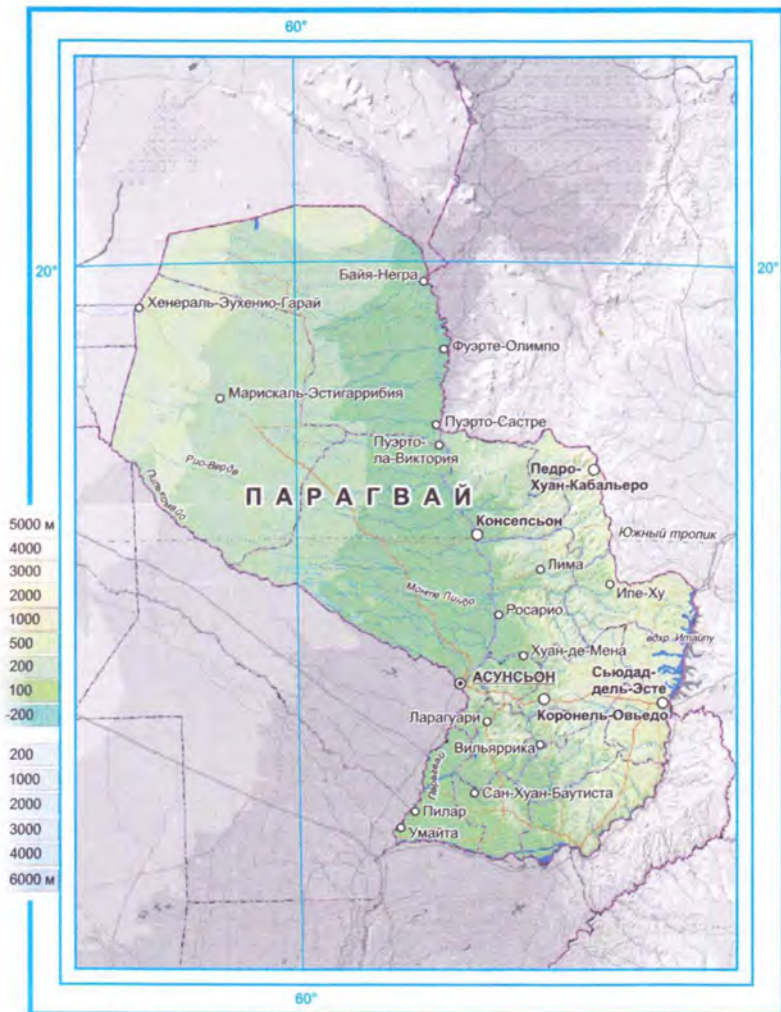 60°
20°
20°
Байя-Негра
Хенераль-Эухенио-Гарай
Фуэрте-Олимпо
Марискаль-Эстигаррибия
Пуэрто-Састре
Пуэрто-
ла-Виктория
Педро-
Хуан-Кабальеро
Рио-Верде
Пилькомайо
ПАРАГВАЙ
Консепсьон
Южный тропик
Лима
Ипе-Ху
Монте Линдо
Росарио
вдхр. Итайпу
Хуан-де-Мена
АСУНСЬОН
Сьюдад-
дель-Эсте
Коронель-Овьедо
Ларагуари
Вильяррика
Парагвай
Сан-Хуан-Баутиста
Пилар
Умайта
5000 м
4000
3000
2000
1000
500
200
100
-200
200
1000
2000
3000
4000
6000 м
60°